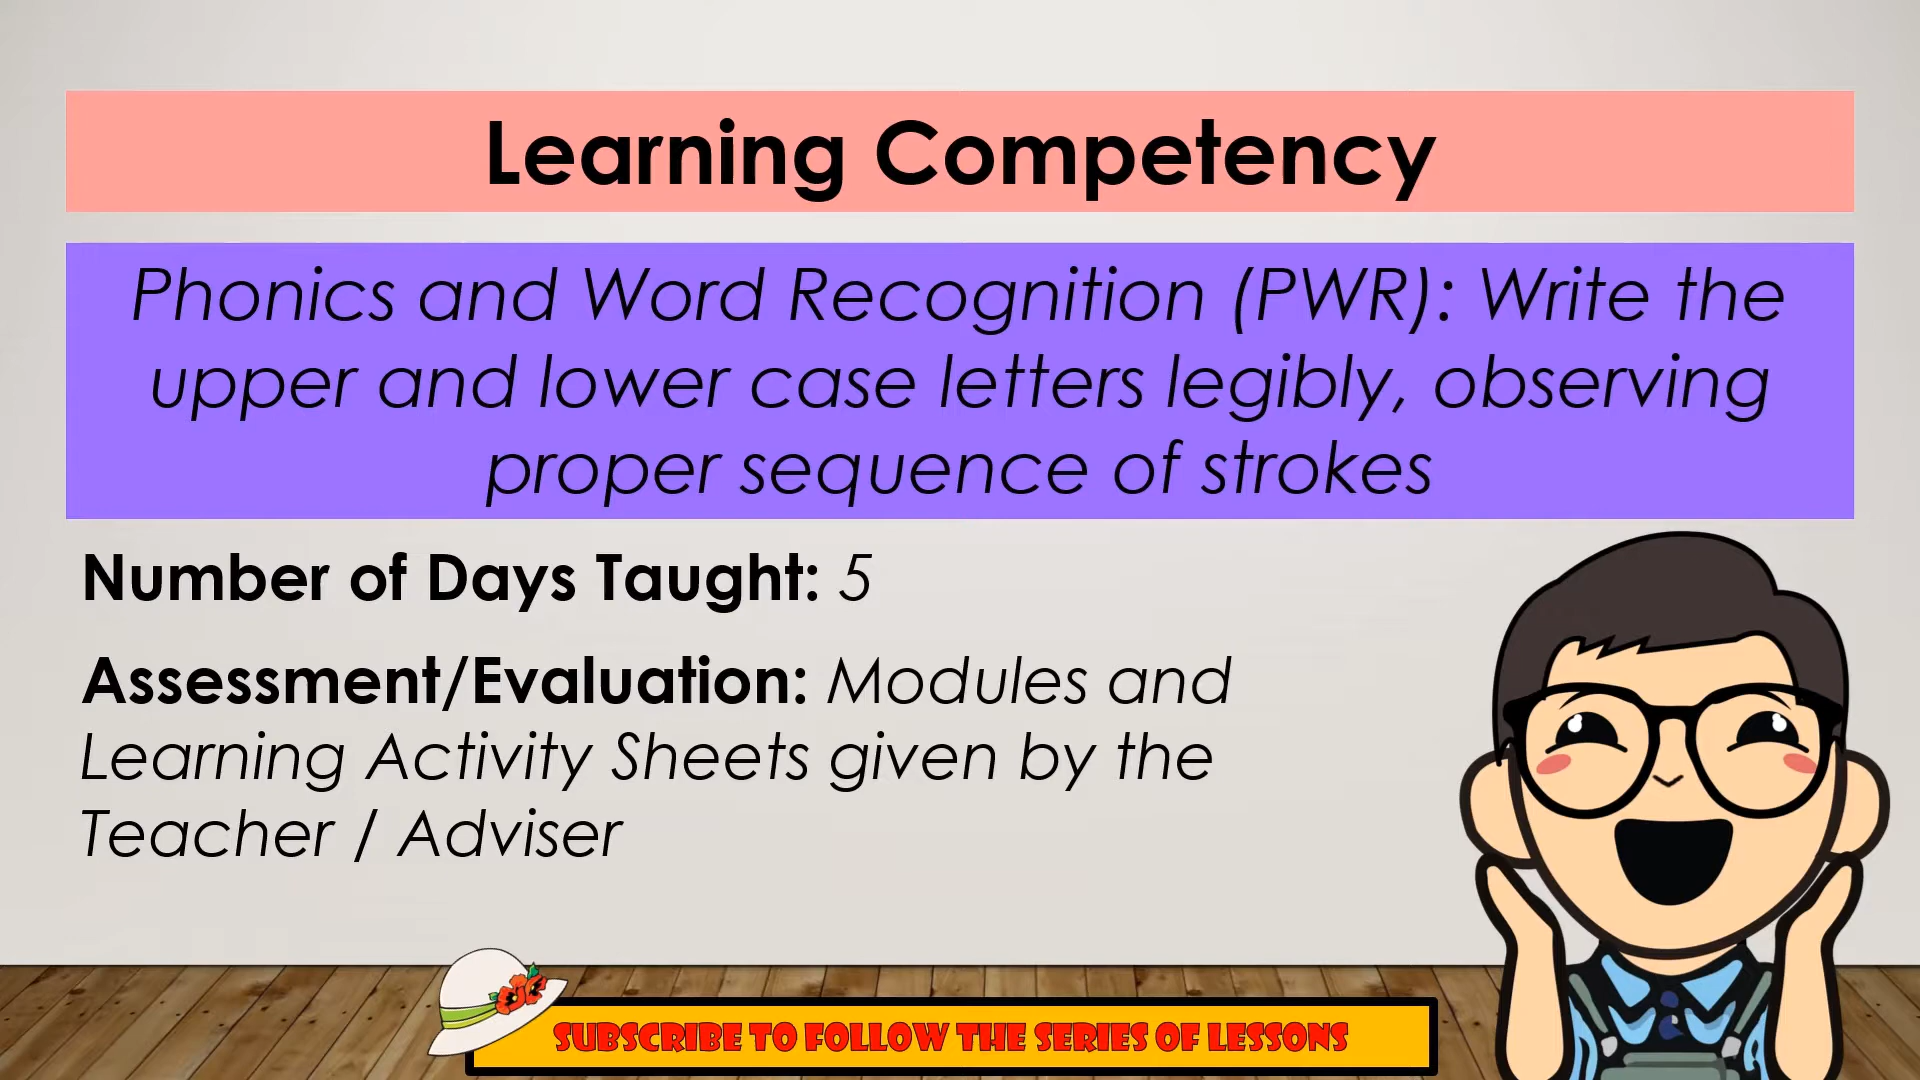 Learning Competency
Phonics and Word Recognition (PWR): Write the
upper and lower case letters legibly, observing
proper sequence of strokes
Number of Days Taught: 5
Assessment/Evaluation: Modules and
Learning Activity Sheets given by the
Teacher / Adviser
SUBSCRIBE TO FOLLOW THE SERIES OF LESSONS